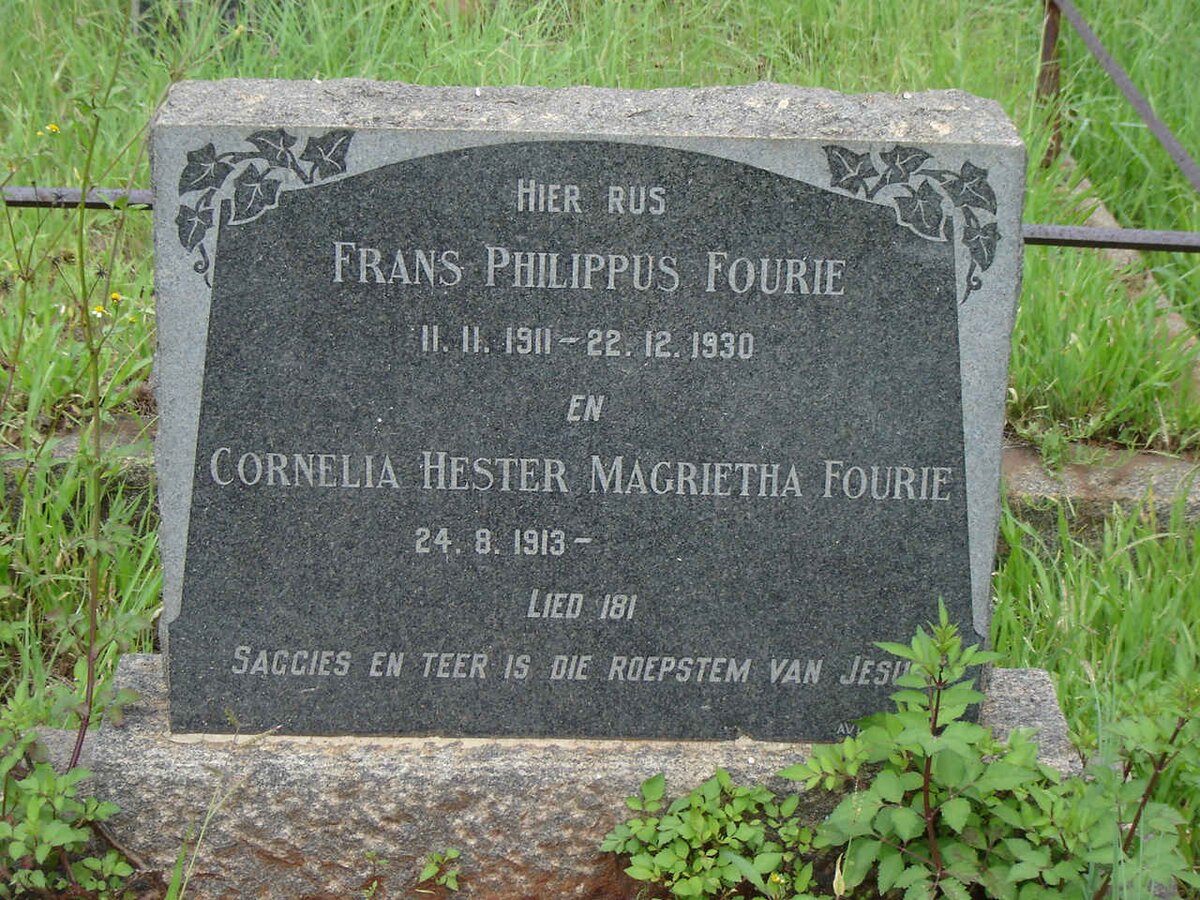 HIER RUS
FRANS PHILIPPUS FOURIE
11. 11. 1911 – 22. 12. 1930
EN
CORNELIA HESTER MAGRIETHA FOURIE
24. 8. 1913 –
LIED 181
SAGGIES EN TEER IS DIE ROEPSTEM VAN